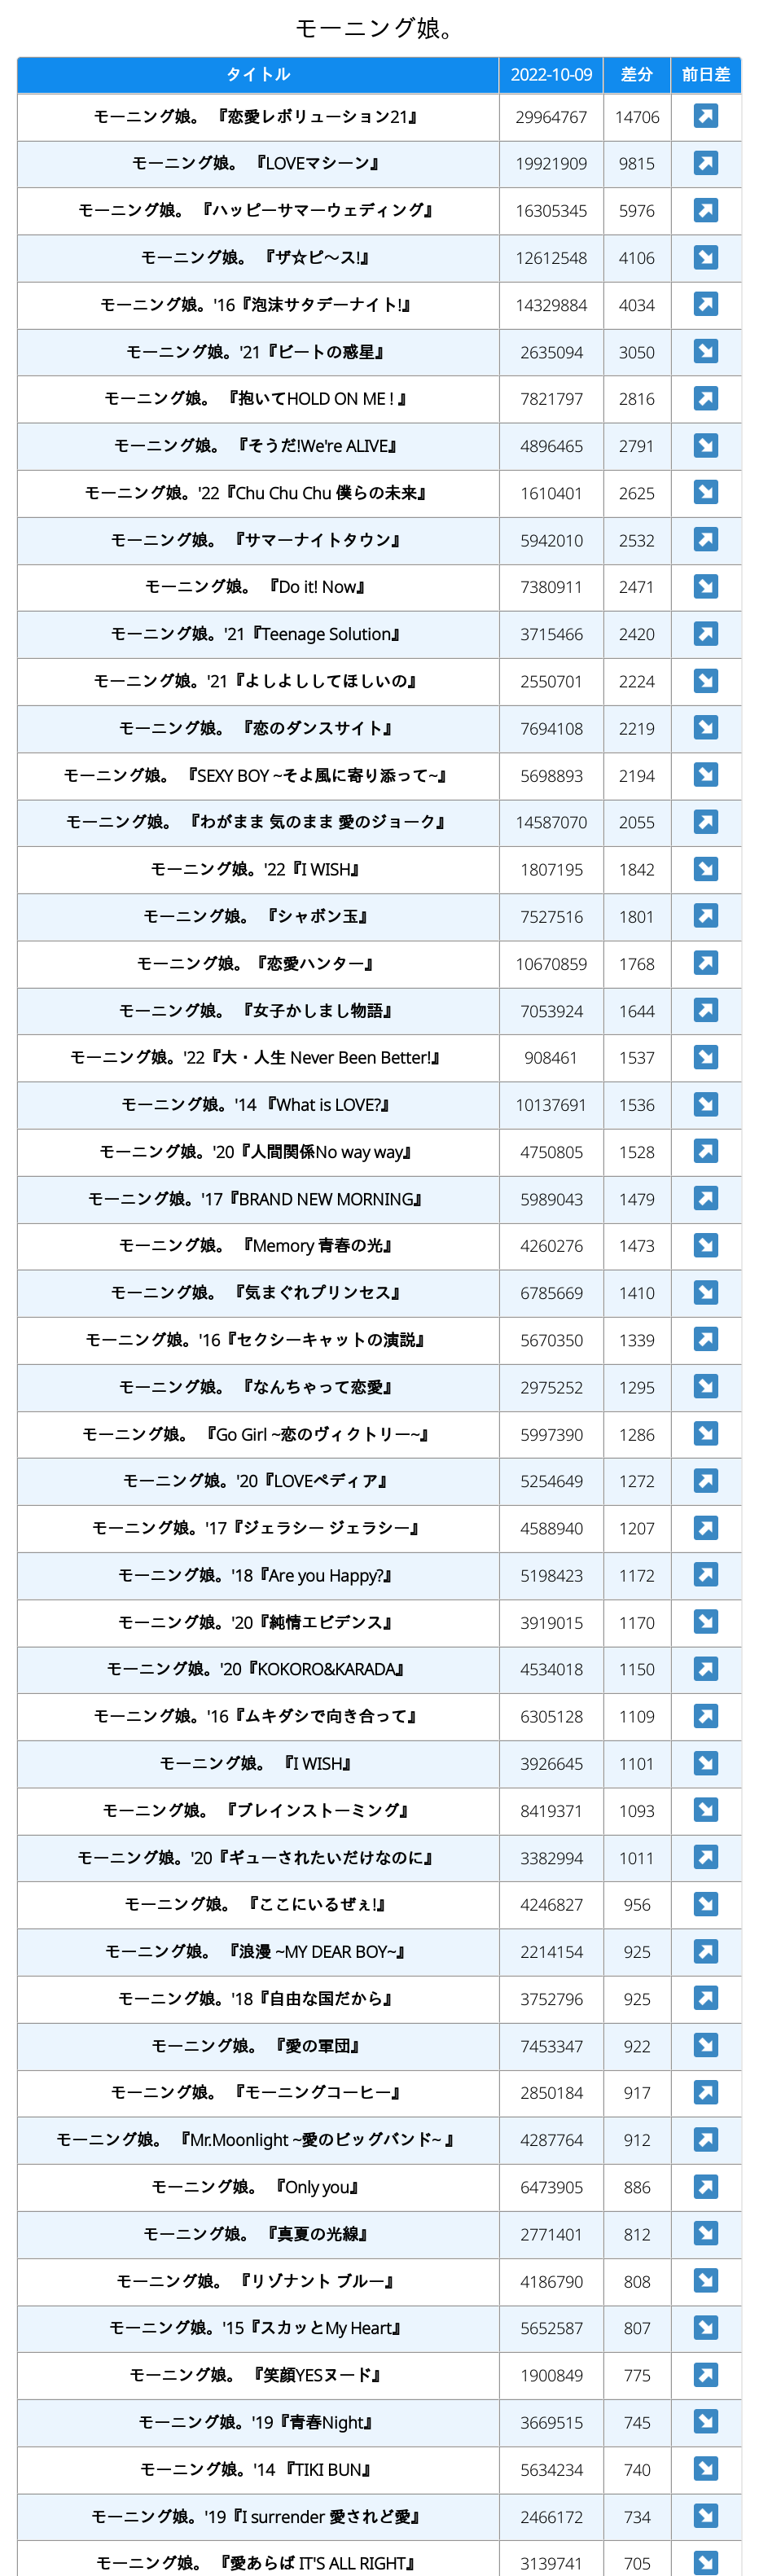 モーニング娘。
タイトル 2022-10-09 差分 前日差
モーニング娘。 『恋愛レボリューション21』 29964767 14706
モーニング娘。 『LOVEマシーン』 19921909 9815
モーニング娘。 『ハッピーサマーウェディング』 16305345 5976
モーニング娘。 『ザ☆ピ〜ス!』 12612548 4106
モーニング娘。'16『泡沫サタデーナイト!』 14329884 4034
モーニング娘。'21『ビートの惑星』 2635094 3050
モーニング娘。 『抱いてHOLD ON ME ! 』 7821797 2816
モーニング娘。 『そうだ!We're ALIVE』 4896465 2791
モーニング娘。'22『Chu Chu Chu 僕らの未来』 1610401 2625
モーニング娘。 『サマーナイトタウン』 5942010 2532
モーニング娘。 『Do it! Now』 7380911 2471
モーニング娘。'21『Teenage Solution』 3715466 2420
モーニング娘。'21『よしよししてほしいの』 2550701 2224
モーニング娘。 『恋のダンスサイト』 7694108 2219
モーニング娘。 『SEXY BOY ~そよ風に寄り添って~』 5698893 2194
モーニング娘。 『わがまま 気のまま 愛のジョーク』 14587070 2055
モーニング娘。'22『I WISH』 1807195 1842
モーニング娘。 『シャボン玉』 7527516 1801
モーニング娘。『恋愛ハンター』 10670859 1768
モーニング娘。 『女子かしまし物語』 7053924 1644
モーニング娘。'22『大・人生 Never Been Better!』 908461 1537
モーニング娘。'14 『What is LOVE?』 10137691 1536
モーニング娘。'20『人間関係No way way』 4750805 1528
モーニング娘。'17『BRAND NEW MORNING』 5989043 1479
モーニング娘。 『Memory 青春の光』 4260276 1473
モーニング娘。 『気まぐれプリンセス』 6785669 1410
モーニング娘。'16『セクシーキャットの演説』 5670350 1339
モーニング娘。 『なんちゃって恋愛』 2975252 1295
モーニング娘。 『Go Girl ~恋のヴィクトリー~』 5997390 1286
モーニング娘。'20『LOVEペディア』 5254649 1272
モーニング娘。'17『ジェラシー ジェラシー』 4588940 1207
モーニング娘。'18『Are you Happy?』 5198423 1172
モーニング娘。'20『純情エビデンス』 3919015 1170
モーニング娘。'20『KOKORO&KARADA』 4534018 1150
モーニング娘。'16『ムキダシで向き合って』 6305128 1109
モーニング娘。 『I WISH』 3926645 1101
モーニング娘。 『ブレインストーミング』 8419371 1093
モーニング娘。'20『ギューされたいだけなのに』 3382994 1011
モーニング娘。 『ここにいるぜぇ!』 4246827 956
モーニング娘。 『浪漫 ~MY DEAR BOY~』 2214154 925
モーニング娘。'18『自由な国だから』 3752796 925
モーニング娘。 『愛の軍団』 7453347 922
モーニング娘。 『モーニングコーヒー』 2850184 917
モーニング娘。 『Mr.Moonlight ~愛のビッグバンド~ 』 4287764 912
モーニング娘。 『Only you』 6473905 886
モーニング娘。 『真夏の光線』 2771401 812
モーニング娘。 『リゾナント ブルー』 4186790 808
モーニング娘。'15『スカッとMy Heart』 5652587 807
モーニング娘。 『笑顔YESヌード』 1900849 775
モーニング娘。'19『青春Night』 3669515 745
モーニング娘。'14 『TIKI BUN』 5634234 740
モーニング娘。'19『I surrender 愛されど愛』 2466172 734
モーニング娘。 『愛あらば IT'S ALL RIGHT』 3139741 705